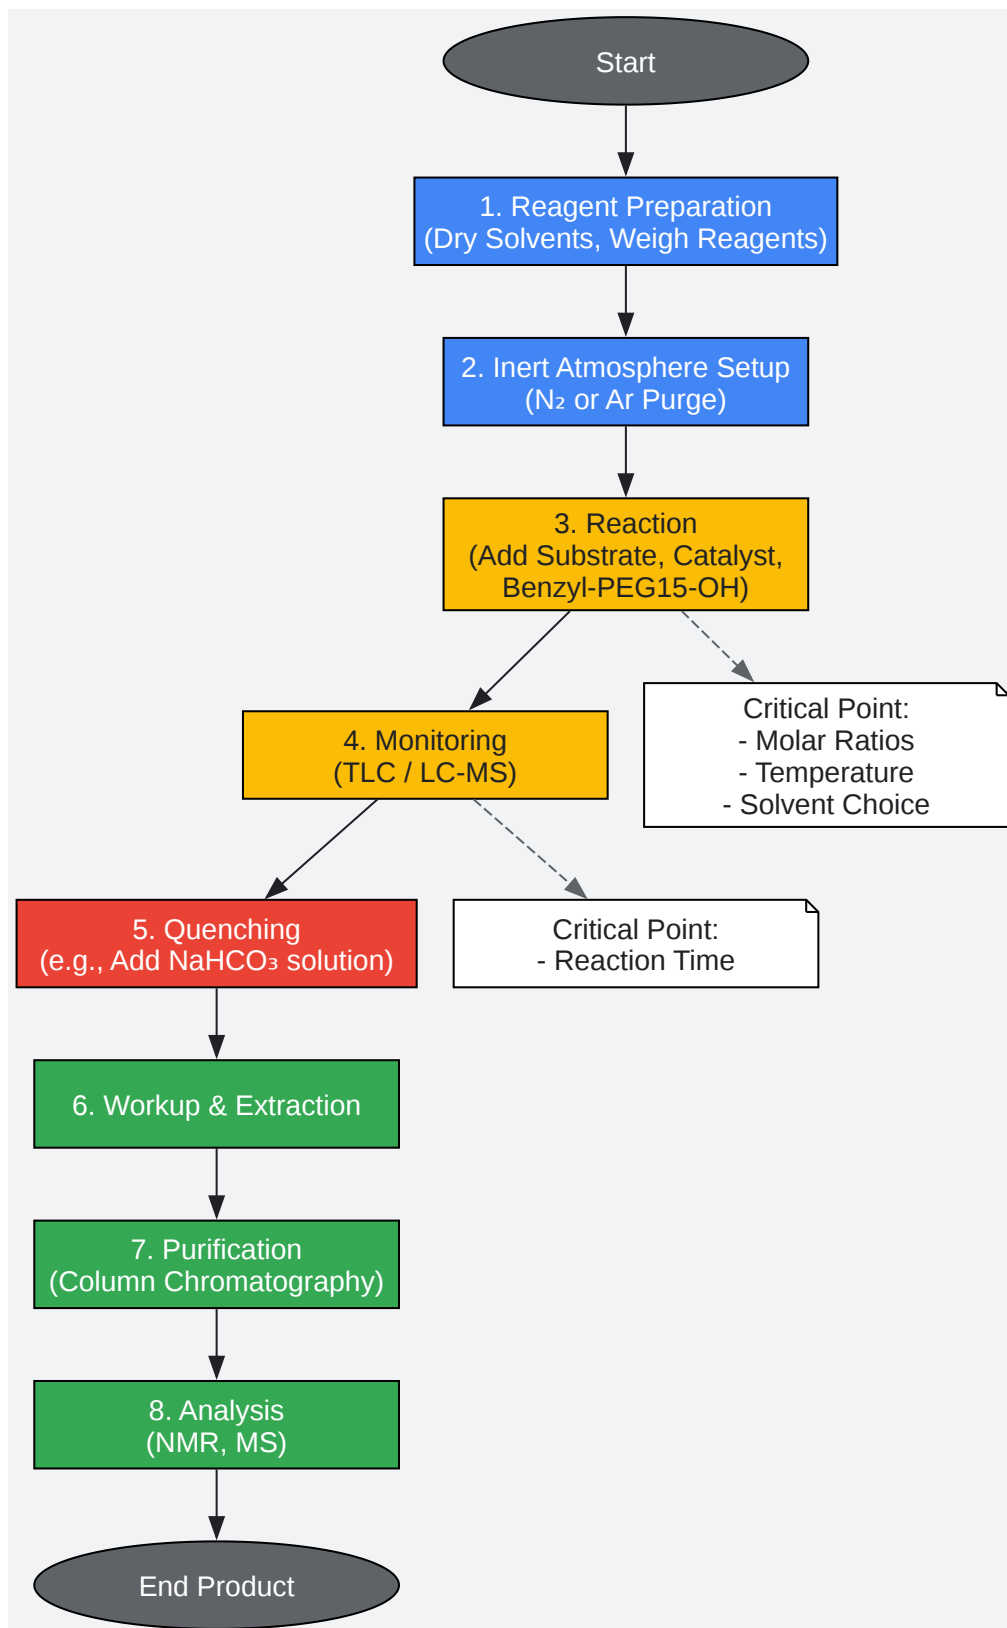 Start
1. Reagent Preparation
(Dry Solvents, Weigh Reagents)
2. Inert Atmosphere Setup
(N₂ or Ar Purge)
3. Reaction
(Add Substrate, Catalyst,
Benzyl-PEG15-OH)
Critical Point:
- Molar Ratios
- Temperature
- Solvent Choice
4. Monitoring
(TLC / LC-MS)
5. Quenching
(e.g., Add NaHCO₃ solution)
Critical Point:
- Reaction Time
6. Workup & Extraction
7. Purification
(Column Chromatography)
8. Analysis
(NMR, MS)
End Product